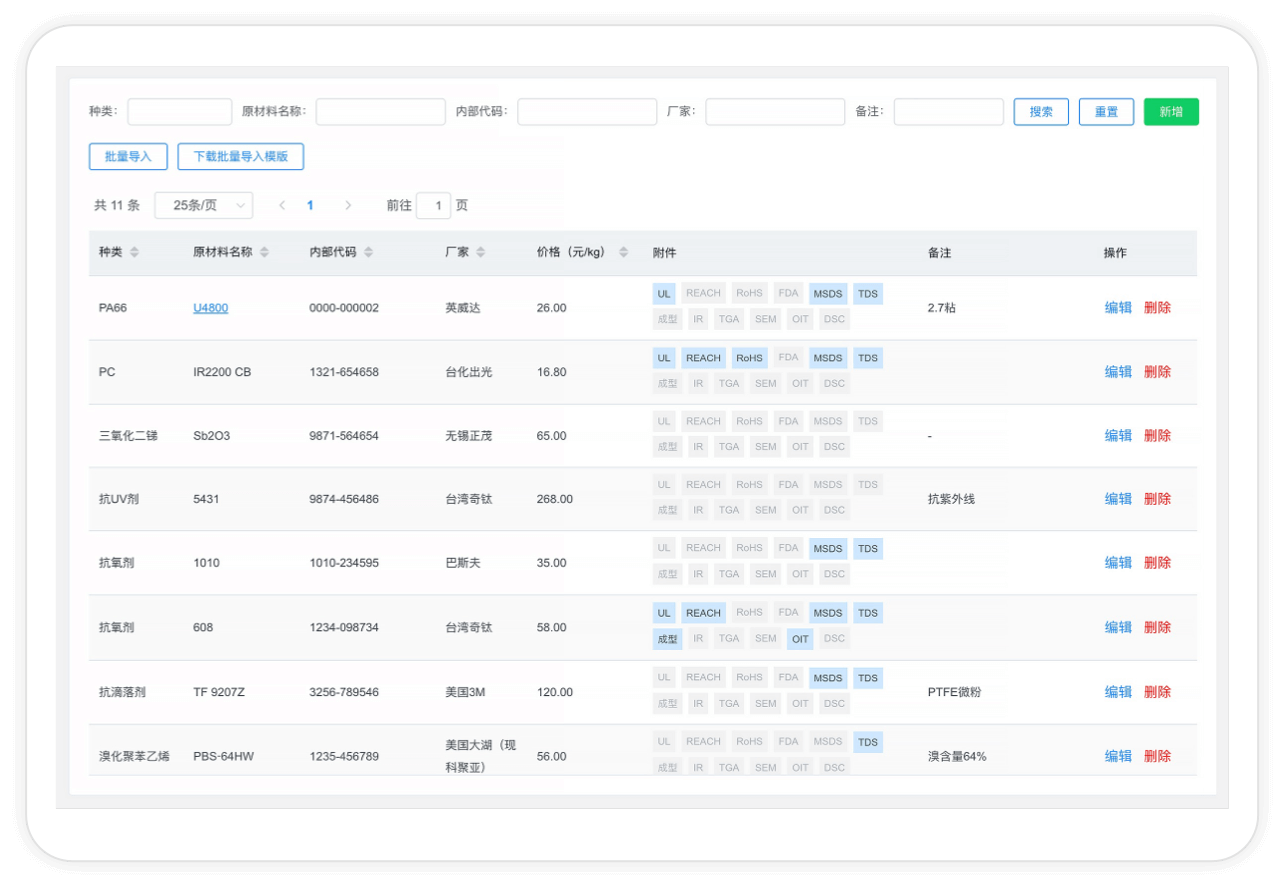 种类: 原材料名称: 内部代码: 厂家: 备注: 搜索 重置 新增
批量导入 下载批量导入模版
共 11 条 25条/页 < 1 > 前往 1 页
种类 原材料名称 内部代码 厂家 价格（元/kg） 附件 备注 操作
UL REACH RoHS FDA MSDS TDS
PA66 U4800 0000-000002 英威达 26.00 2.7粘 编辑 删除
成型 IR TGA SEM OIT DSC
UL REACH RoHS FDA MSDS TDS
PC IR2200 CB 1321-654658 台化出光 16.80 编辑 删除
成型 IR TGA SEM OIT DSC
UL REACH RoHS FDA MSDS TDS
三氧化二锑 Sb2O3 9871-564654 无锡正茂 65.00 - 编辑 删除
成型 IR TGA SEM OIT DSC
UL REACH RoHS FDA MSDS TDS
抗UV剂 5431 9874-456486 台湾奇钛 268.00 抗紫外线 编辑 删除
成型 IR TGA SEM OIT DSC
UL REACH RoHS FDA MSDS TDS
抗氧剂 1010 1010-234595 巴斯夫 35.00 编辑 删除
成型 IR TGA SEM OIT DSC
UL REACH RoHS FDA MSDS TDS
抗氧剂 608 1234-098734 台湾奇钛 58.00 编辑 删除
成型 IR TGA SEM OIT DSC
UL REACH RoHS FDA MSDS TDS
抗滴落剂 TF 9207Z 3256-789546 美国3M 120.00 PTFE微粉 编辑 删除
成型 IR TGA SEM OIT DSC
美国大湖（现 UL REACH RoHS FDA MSDS TDS
溴化聚苯乙烯 PBS-64HW 1235-456789 56.00 溴含量64% 编辑 删除
科聚亚） 成型 IR TGA SEM OIT DSC